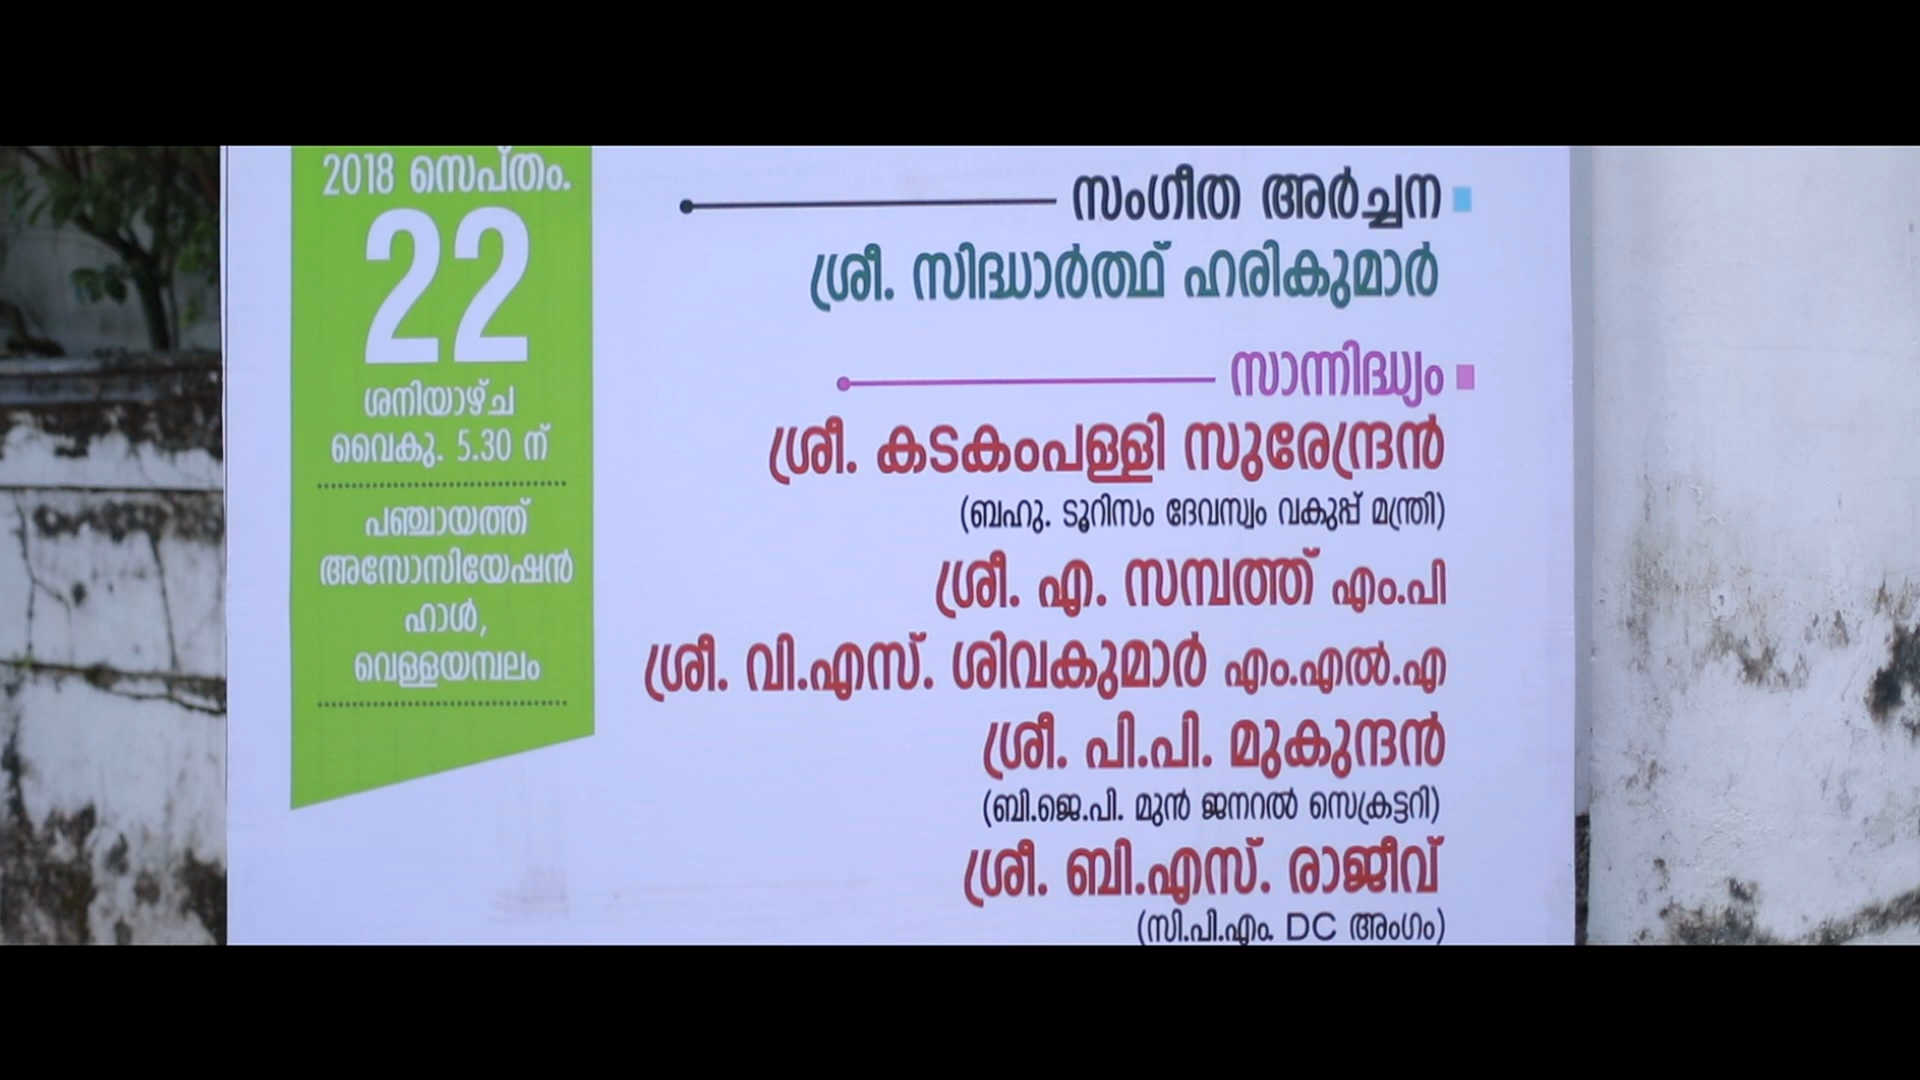 2018 സെപ്തം.
22
ശനിയാഴ്ച
വൈകു. 5.30 ന്
പഞ്ചായത്ത്
അസോസിയേഷൻ
ഹാൾ,
വെള്ളയമ്പലം
സംഗീത അർച്ചന
ശ്രീ. സിദ്ധാർത്ഥ് ഹരികുമാർ
സാന്നിദ്ധ്യം
ശ്രീ. കടകംപള്ളി സുരേന്ദ്രൻ
(ബഹു. ടൂറിസം ദേവസ്വം വകുപ്പ് മന്ത്രി)
ശ്രീ. എ. സമ്പത്ത് എം.പി
ശ്രീ. വി.എസ്. ശിവകുമാർ എം.എൽ.എ
ശ്രീ. പി.പി. മുകുന്ദൻ
(ബി.ജെ.പി. മുൻ ജനറൽ സെക്രട്ടറി)
ശ്രീ. ബി.എസ്. രാജീവ്
(സി.പി.എം. DC അംഗം)